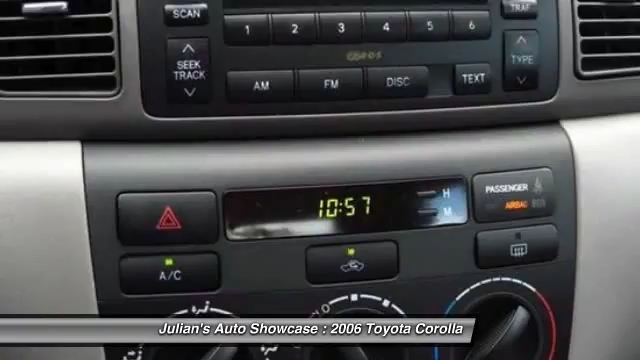 SCAN
1 2 3 4 5 6
TRAF
SEEK
TRACK
AM FM DISC TEXT
TYPE
10:57
H
M
PASSENGER
AIRBAG
A/C
LO
Julian's Auto Showcase : 2006 Toyota Corolla